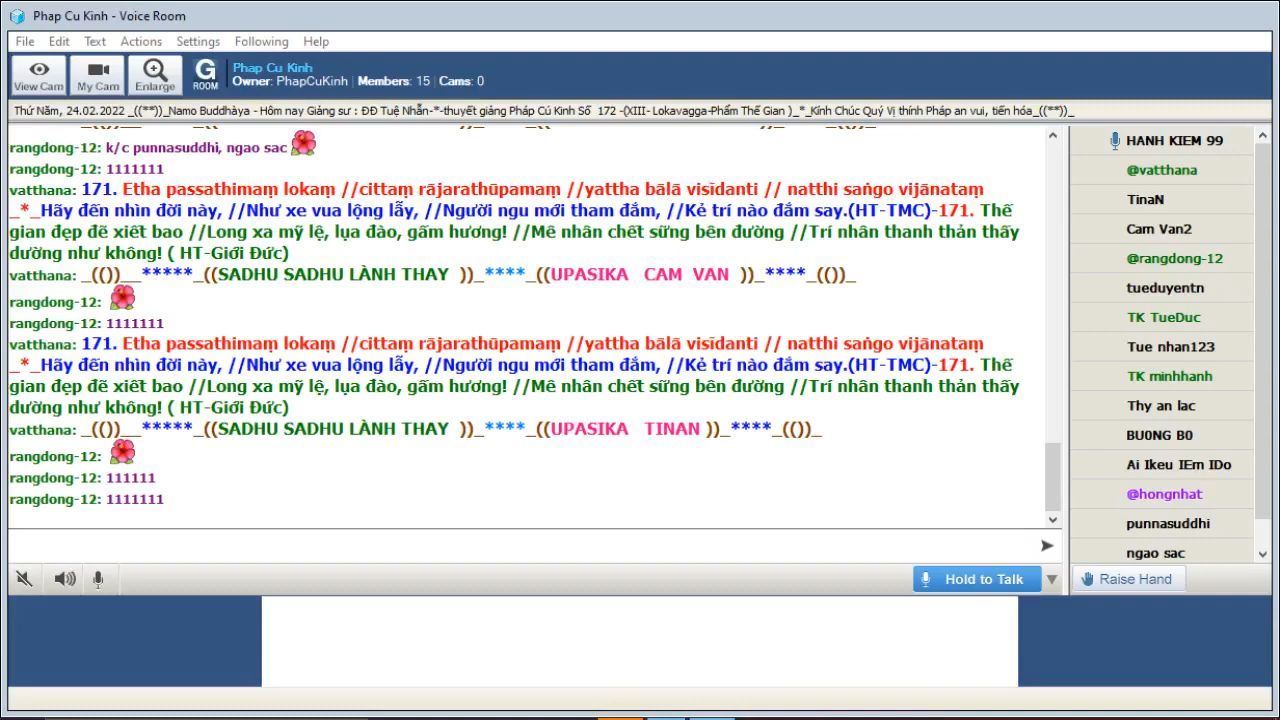 Phap Cu Kinh - Voice Room
File Edit Text Actions Settings Following Help
View Cam My Cam Enlarge G ROOM
Phap Cu Kinh
Owner: PhapCuKinh | Members: 15 | Cams: 0
Thứ Năm, 24.02.2022 _((**))_Namo Buddhàya - Hôm nay Giảng sư : ĐĐ Tuệ Nhẫn-*-thuyết giảng Pháp Cú Kinh Số 172 -(XIII- Lokavagga-Phẩm Thế Gian )_*_Kính Chúc Quý Vị thính Pháp an vui, tiến hóa_((**))_
rangdong-12: k/c punnasuddhi, ngao sac
rangdong-12: 1111111
vatthana: 171. Etha passathimaṃ lokaṃ //cittaṃ rājarathūpamaṃ //yattha bālā visīdanti // natthi saṅgo vijānataṃ
_*_Hãy đến nhìn đời này, //Như xe vua lộng lẫy, //Người ngu mới tham đắm, //Kẻ trí nào đắm say.(HT-TMC)-171. Thế
gian đẹp đẽ xiết bao //Long xa mỹ lệ, lụa đào, gấm hương! //Mê nhân chết sững bên đường //Trí nhân thanh thản thấy
dường như không! ( HT-Giới Đức)
vatthana: _(())__*****_((SADHU SADHU LÀNH THAY ))_****_((UPASIKA CAM VAN ))_****_(())_
rangdong-12:
rangdong-12: 1111111
vatthana: 171. Etha passathimaṃ lokaṃ //cittaṃ rājarathūpamaṃ //yattha bālā visīdanti // natthi saṅgo vijānataṃ
_*_Hãy đến nhìn đời này, //Như xe vua lộng lẫy, //Người ngu mới tham đắm, //Kẻ trí nào đắm say.(HT-TMC)-171. Thế
gian đẹp đẽ xiết bao //Long xa mỹ lệ, lụa đào, gấm hương! //Mê nhân chết sững bên đường //Trí nhân thanh thản thấy
dường như không! ( HT-Giới Đức)
vatthana: _(())__*****_((SADHU SADHU LÀNH THAY ))_****_((UPASIKA TINAN ))_****_(())_
rangdong-12:
rangdong-12: 111111
rangdong-12: 1111111
Hold to Talk
HANH KIEM 99
@vatthana
TinaN
Cam Van2
@rangdong-12
tueduyentn
TK TueDuc
Tue nhan123
TK minhhanh
Thy an lac
BU0NG B0
Ai Ikeu IEm IDo
@hongnhat
punnasuddhi
ngao sac
Raise Hand